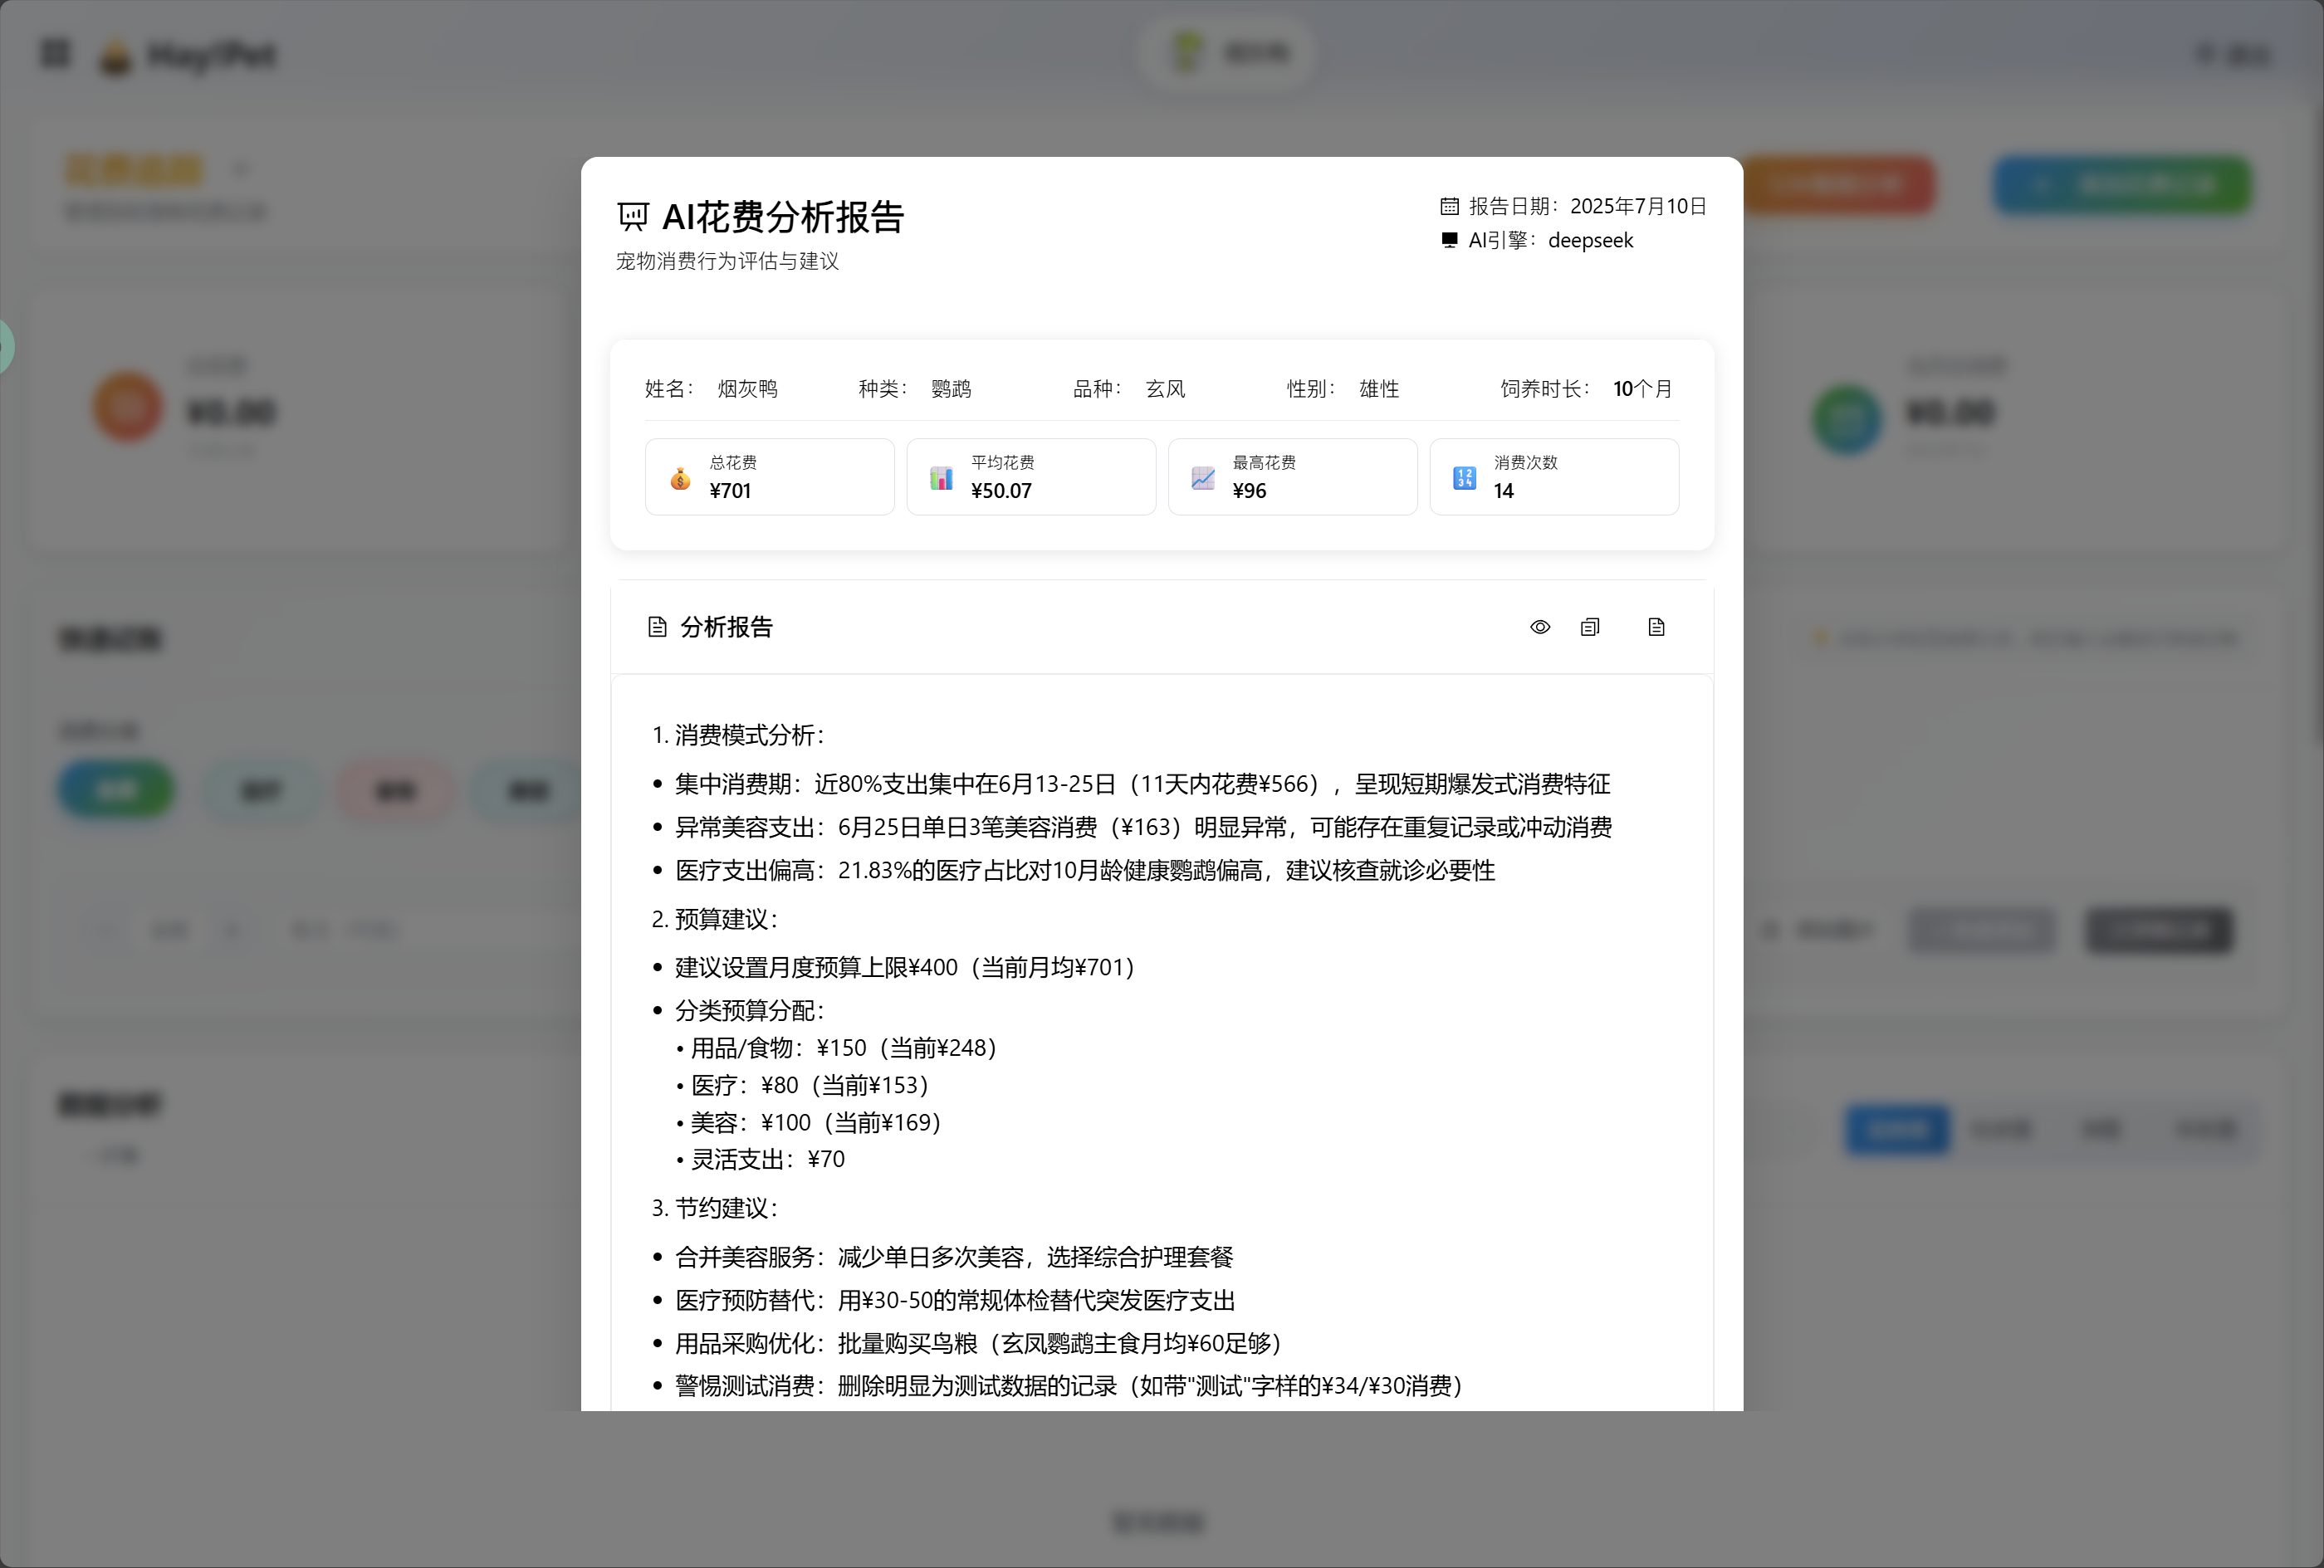 Hay!Pet
AI花费分析报告
宠物消费行为评估与建议
报告日期：2025年7月10日
AI引擎：deepseek
¥0.00
¥0.00
姓名： 烟灰鸭 种类： 鹦鹉 品种： 玄风 性别： 雄性 饲养时长： 10个月
总花费 平均花费 最高花费 消费次数
¥701 ¥50.07 ¥96 14
分析报告
1. 消费模式分析：
• 集中消费期：近80%支出集中在6月13-25日（11天内花费¥566），呈现短期爆发式消费特征
• 异常美容支出：6月25日单日3笔美容消费（¥163）明显异常，可能存在重复记录或冲动消费
• 医疗支出偏高：21.83%的医疗占比对10月龄健康鹦鹉偏高，建议核查就诊必要性
2. 预算建议：
• 建议设置月度预算上限¥400（当前月均¥701）
• 分类预算分配：
• 用品/食物：¥150（当前¥248）
• 医疗：¥80（当前¥153）
• 美容：¥100（当前¥169）
• 灵活支出：¥70
3. 节约建议：
• 合并美容服务：减少单日多次美容，选择综合护理套餐
• 医疗预防替代：用¥30-50的常规体检替代突发医疗支出
• 用品采购优化：批量购买鸟粮（玄凤鹦鹉主食月均¥60足够）
• 警惕测试消费：删除明显为测试数据的记录（如带"测试"字样的¥34/¥30消费）